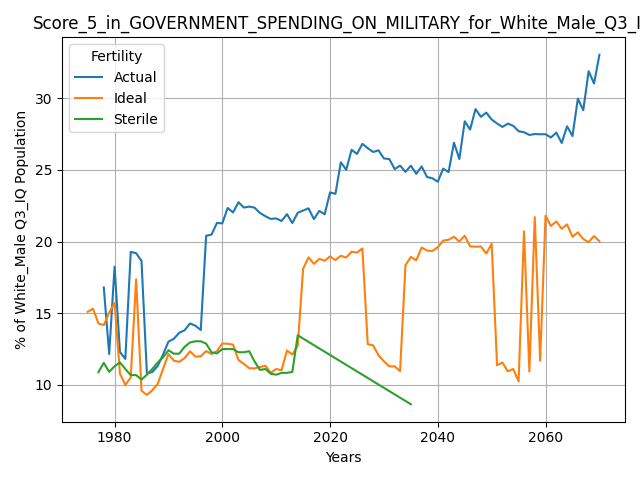 Score_5_in_GOVERNMENT_SPENDING_ON_MILITARY_for_White_Male_Q3_I
Fertility
Actual
Ideal
Sterile
% of White_Male Q3_IQ Population
30
25
20
15
10
1980
2000
2020
2040
2060
Years